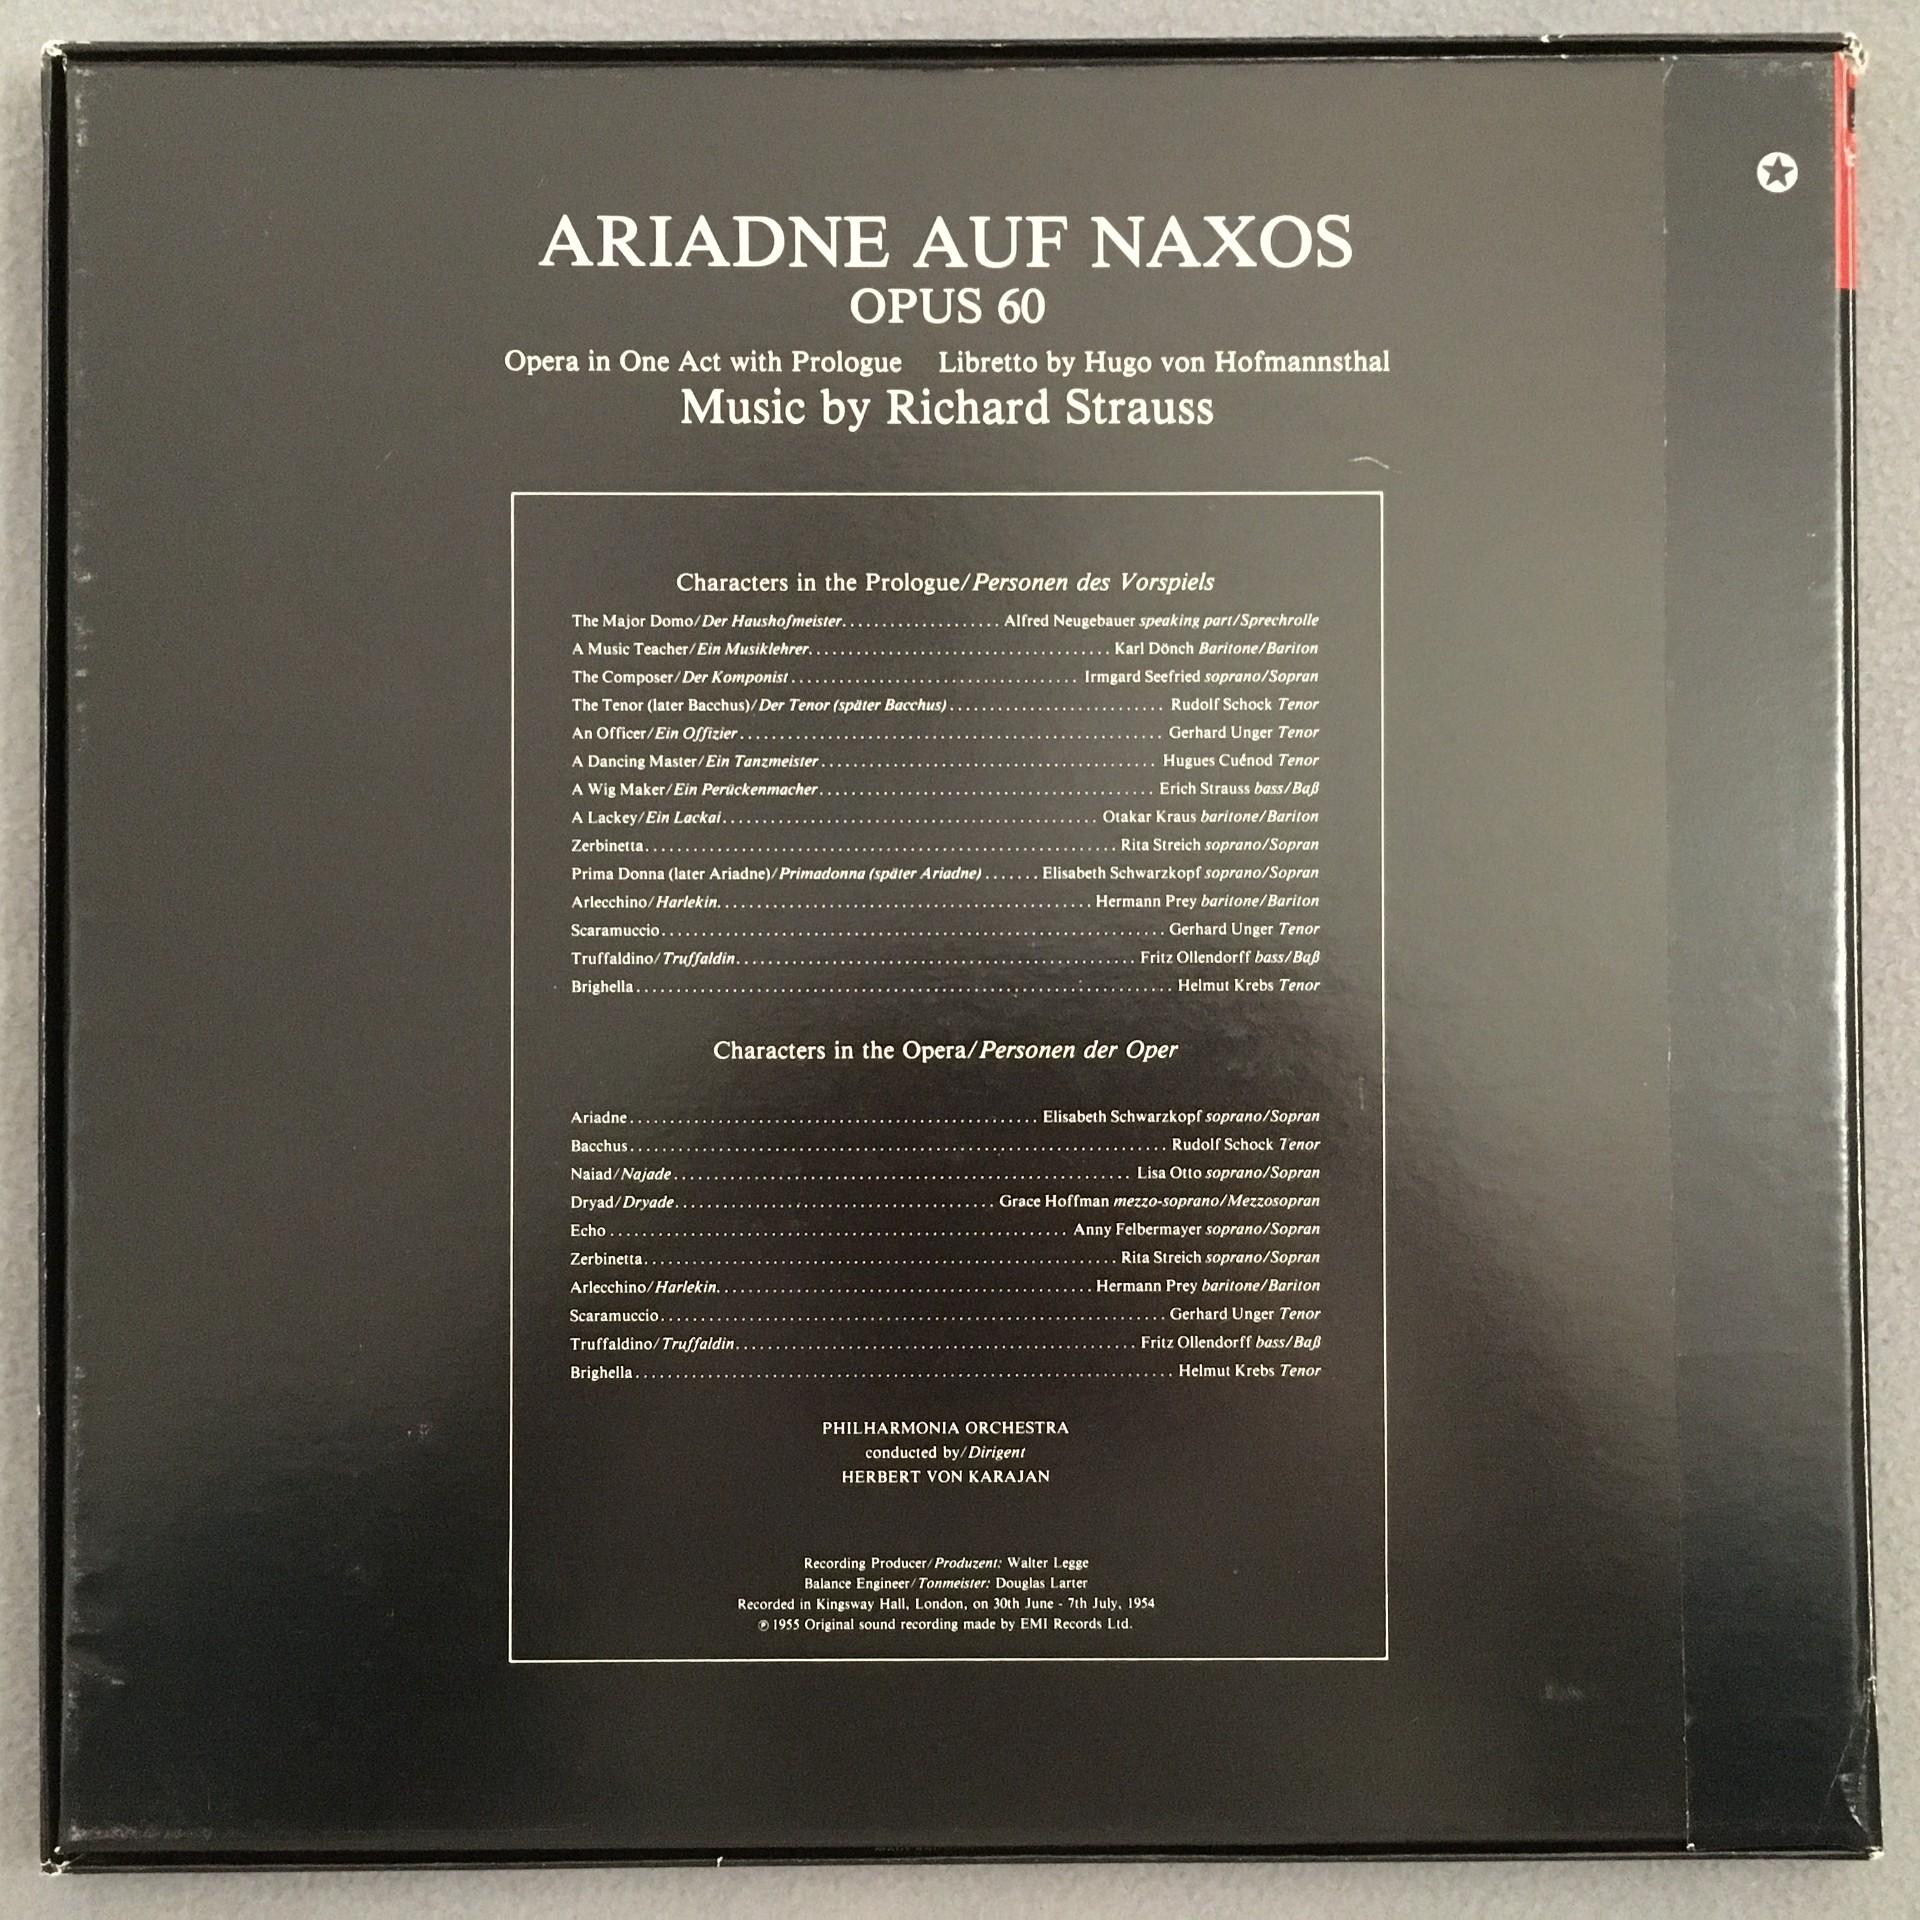 ARIADNE AUF NAXOS
OPUS 60
Opera in One Act with Prologue Libretto by Hugo von Hofmannsthal
Music by Richard Strauss
Characters in the Prologue/Personen des Vorspiels
The Major Domo/Der Haushofmeister................... Alfred Neugebauer speaking part/Sprechrolle
A Music Teacher/Ein Musiklehrer..................................... Karl Dönch Baritone/Bariton
The Composer/Der Komponist.................................... Irmgard Seefried soprano/Sopran
The Tenor (later Bacchus)/Der Tenor (später Bacchus)........................... Rudolf Schock Tenor
An Officer/Ein Offizier..................................................... Gerhard Unger Tenor
A Dancing Master/Ein Tanzmeister.......................................... Hugues Cuénod Tenor
A Wig Maker/Ein Perückenmacher.......................................... Erich Strauss bass/Baß
A Lackey/Ein Lackai............................................... Otakar Kraus baritone/Bariton
Zerbinetta........................................................... Rita Streich soprano/Sopran
Prima Donna (later Ariadne)/Primadonna (später Ariadne)....... Elisabeth Schwarzkopf soprano/Sopran
Arlecchino/Harlekin............................................... Hermann Prey baritone/Bariton
Scaramuccio............................................................... Gerhard Unger Tenor
Truffaldino/Truffaldin.................................................. Fritz Ollendorff bass/Baß
Brighella................................................................... Helmut Krebs Tenor
Characters in the Opera/Personen der Oper
Ariadne................................................... Elisabeth Schwarzkopf soprano/Sopran
Bacchus................................................................... Rudolf Schock Tenor
Naiad/Najade......................................................... Lisa Otto soprano/Sopran
Dryad/Dryade........................................ Grace Hoffman mezzo-soprano/Mezzosopran
Echo ......................................................... Anny Felbermayer soprano/Sopran
Zerbinetta........................................................... Rita Streich soprano/Sopran
Arlecchino/Harlekin............................................... Hermann Prey baritone/Bariton
Scaramuccio............................................................... Gerhard Unger Tenor
Truffaldino/Truffaldin.................................................. Fritz Ollendorff bass/Baß
Brighella................................................................... Helmut Krebs Tenor
PHILHARMONIA ORCHESTRA
conducted by/Dirigent
HERBERT VON KARAJAN
Recording Producer/Produzent: Walter Legge
Balance Engineer/Tonmeister: Douglas Larter
Recorded in Kingsway Hall, London, on 30th June - 7th July, 1954
℗ 1955 Original sound recording made by EMI Records Ltd.